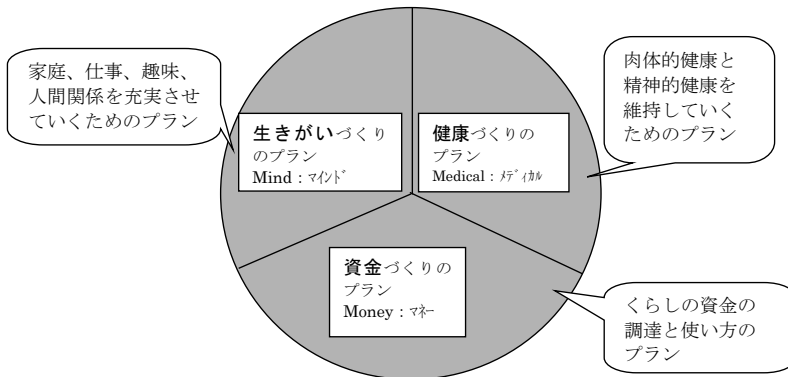 家庭、仕事、趣味、
人間関係を充実させ
ていくためのプラン
生きがいづくり
のプラン
Mind：ﾏｲﾝﾄﾞ
健康づくりの
プラン
Medical：ﾒﾃﾞｨｶﾙ
肉体的健康と
精神的健康を
維持していく
ためのプラン
資金づくりの
プラン
Money：ﾏﾈｰ
くらしの資金の
調達と使い方の
プラン